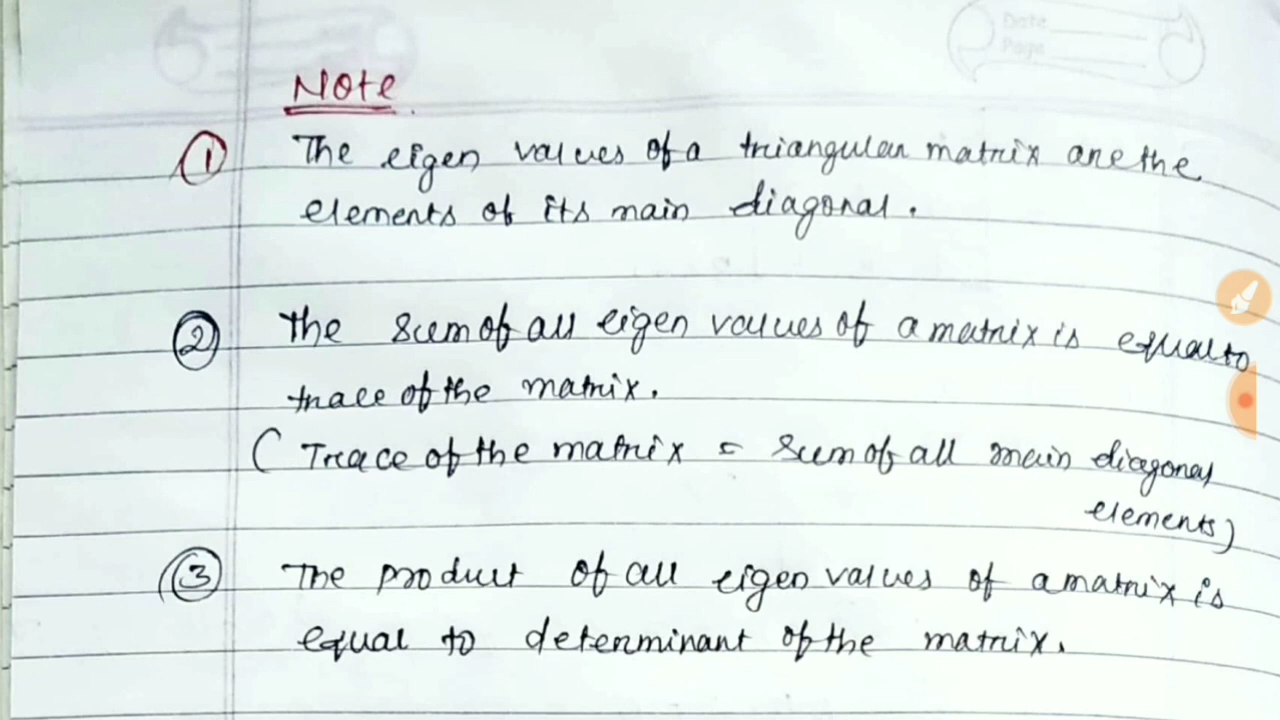 Date
Page
Note
① The eigen values of a triangular matrix are the
elements of its main diagonal.
② The sum of all eigen values of a matrix is equal to
trace of the matrix.
( Trace of the matrix = sum of all main diagonal
elements)
③ The product of all eigen values of a matrix is
equal to determinant of the matrix.